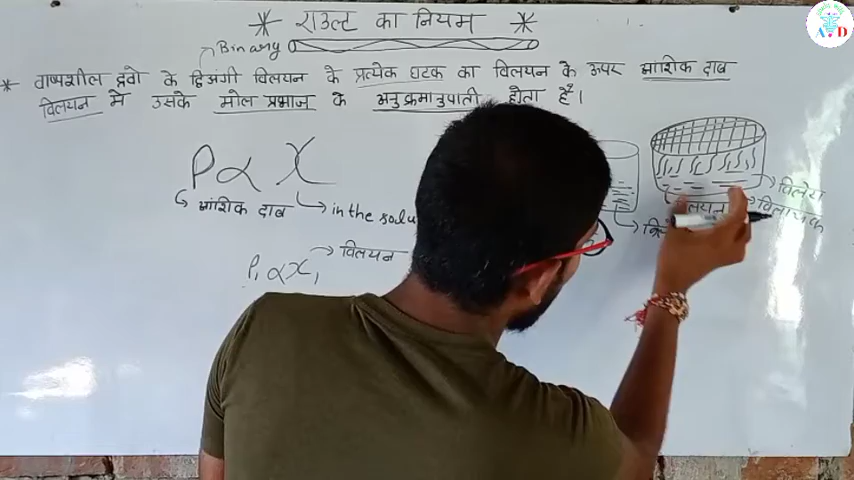 * राउल्ट का नियम *
Binary
* वाष्पशील द्रवो के द्विअंगी विलयन के प्रत्येक घटक का विलयन के ऊपर आंशिक दाब
विलयन मे उसके मोल प्रभाज के अनुक्रमानुपाती होता है।
P ∝ X
आंशिक दाब
in the solu
P₁ ∝ X₁
विलयन
विलेय
विलायक
A D